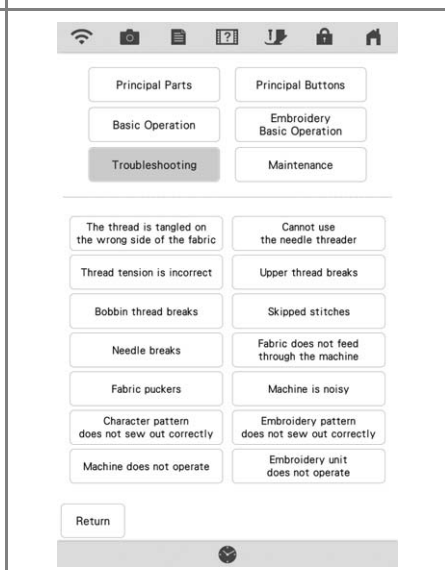 Principal Parts
Principal Buttons
Basic Operation
Embroidery
Basic Operation
Troubleshooting
Maintenance
The thread is tangled on
the wrong side of the fabric
Cannot use
the needle threader
Thread tension is incorrect
Upper thread breaks
Bobbin thread breaks
Skipped stitches
Needle breaks
Fabric does not feed
through the machine
Fabric puckers
Machine is noisy
Character pattern
does not sew out correctly
Embroidery pattern
does not sew out correctly
Machine does not operate
Embroidery unit
does not operate
Return